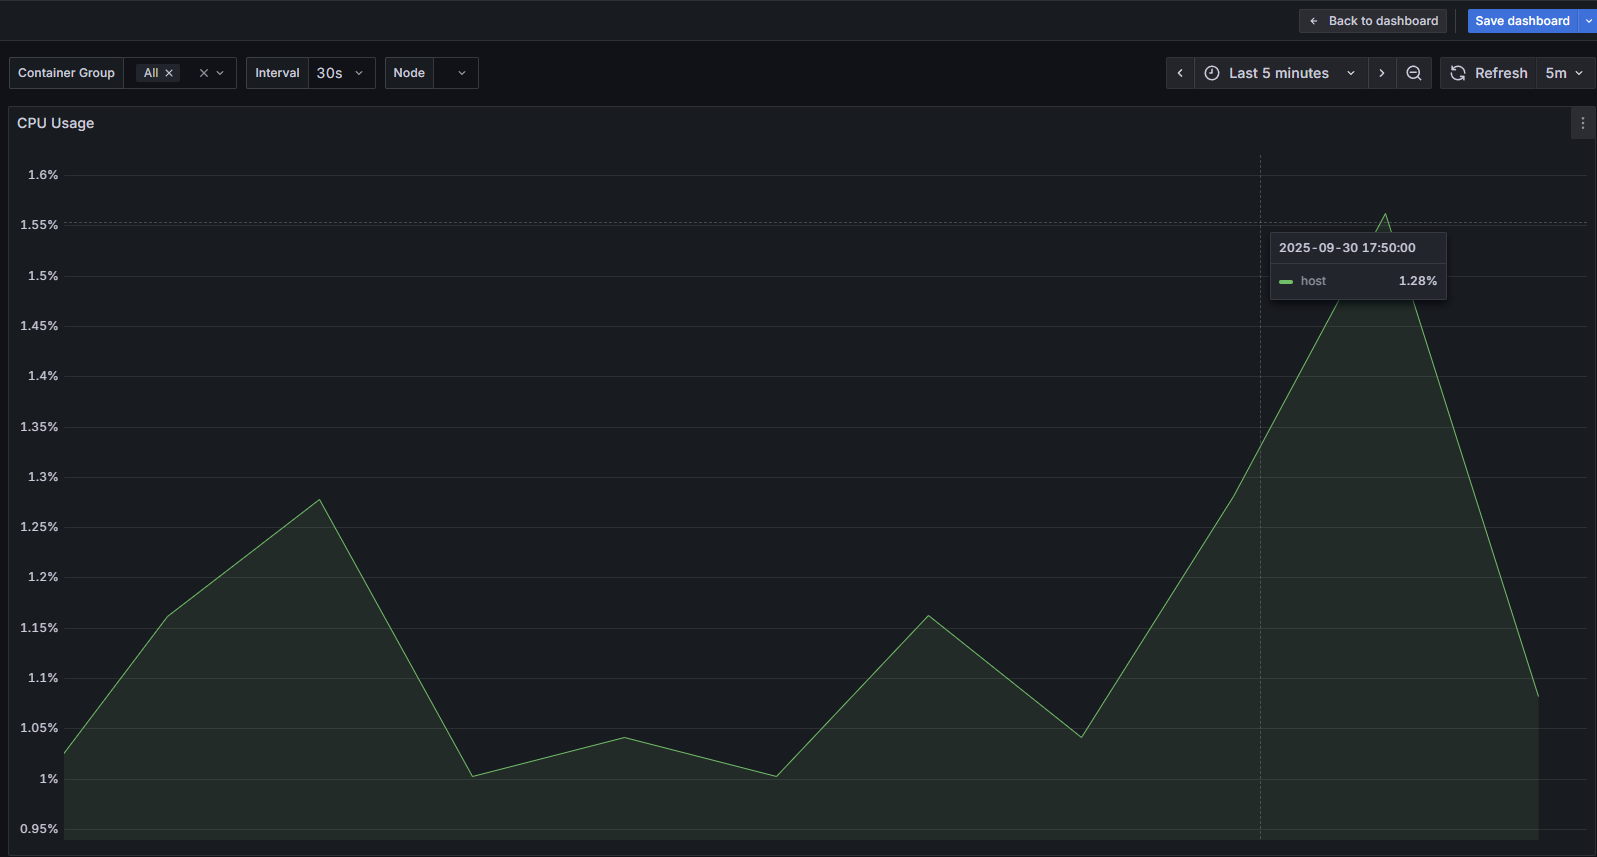 Back to dashboard
Save dashboard
Container Group
All
Interval
30s
Node
Last 5 minutes
Refresh
5m
CPU Usage
1.6%
1.55%
2025-09-30 17:50:00
host 1.28%
1.5%
1.45%
1.4%
1.35%
1.3%
1.25%
1.2%
1.15%
1.1%
1.05%
1%
0.95%